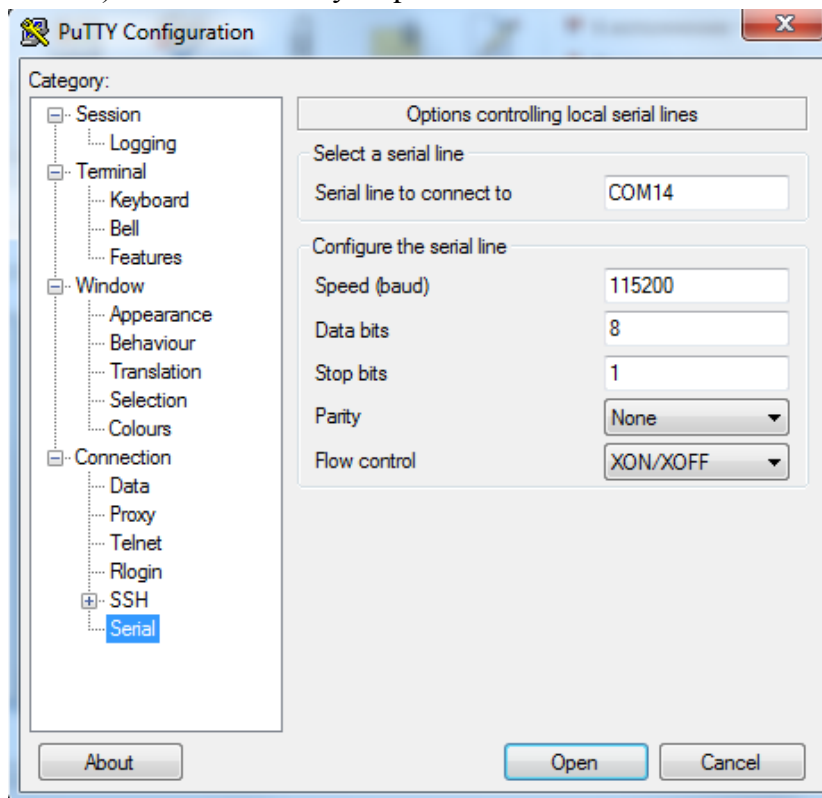 PuTTY Configuration
Category:
Session
Logging
Terminal
Keyboard
Bell
Features
Window
Appearance
Behaviour
Translation
Selection
Colours
Connection
Data
Proxy
Telnet
Rlogin
SSH
Serial
Options controlling local serial lines
Select a serial line
Serial line to connect to COM14
Configure the serial line
Speed (baud) 115200
Data bits 8
Stop bits 1
Parity None
Flow control XON/XOFF
About Open Cancel